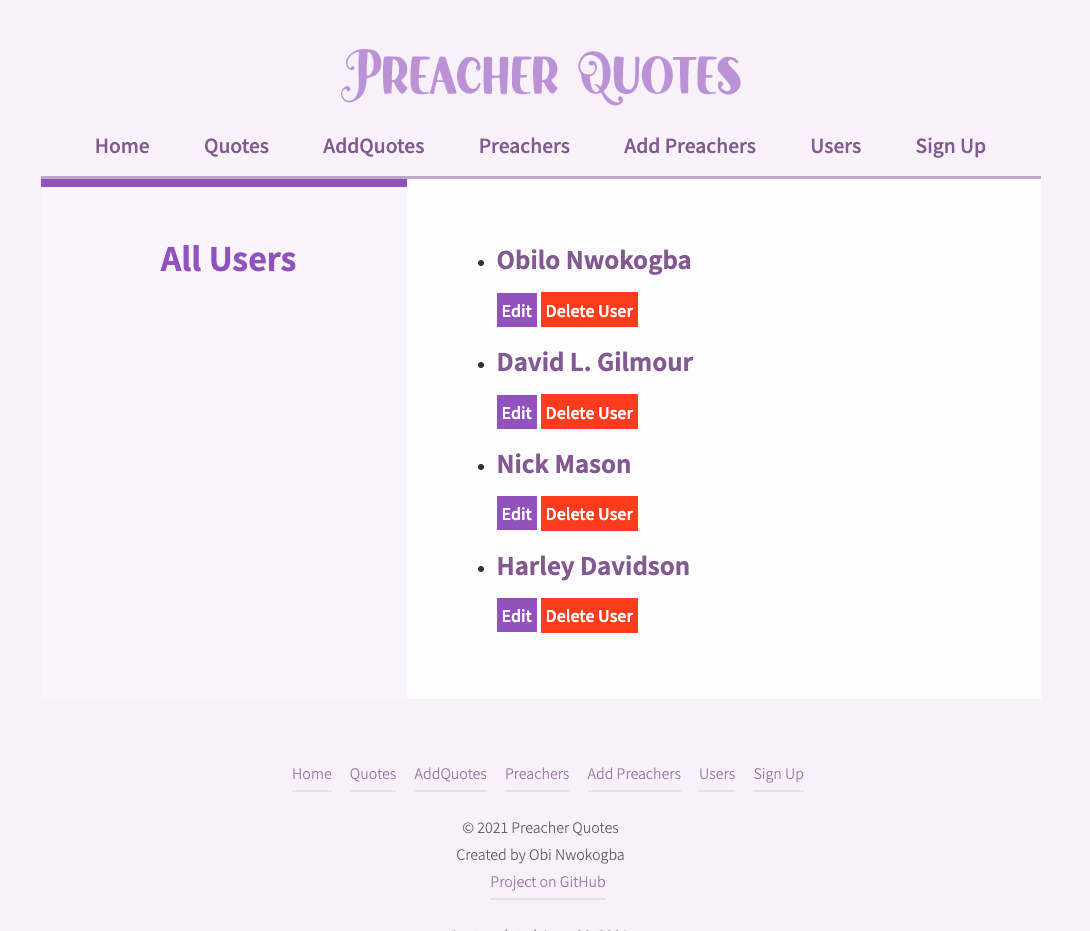 Preacher Quotes
Home Quotes AddQuotes Preachers Add Preachers Users Sign Up
All Users
Obilo Nwokogba
Edit Delete User
David L. Gilmour
Edit Delete User
Nick Mason
Edit Delete User
Harley Davidson
Edit Delete User
Home Quotes AddQuotes Preachers Add Preachers Users Sign Up
© 2021 Preacher Quotes
Created by Obi Nwokogba
Project on GitHub